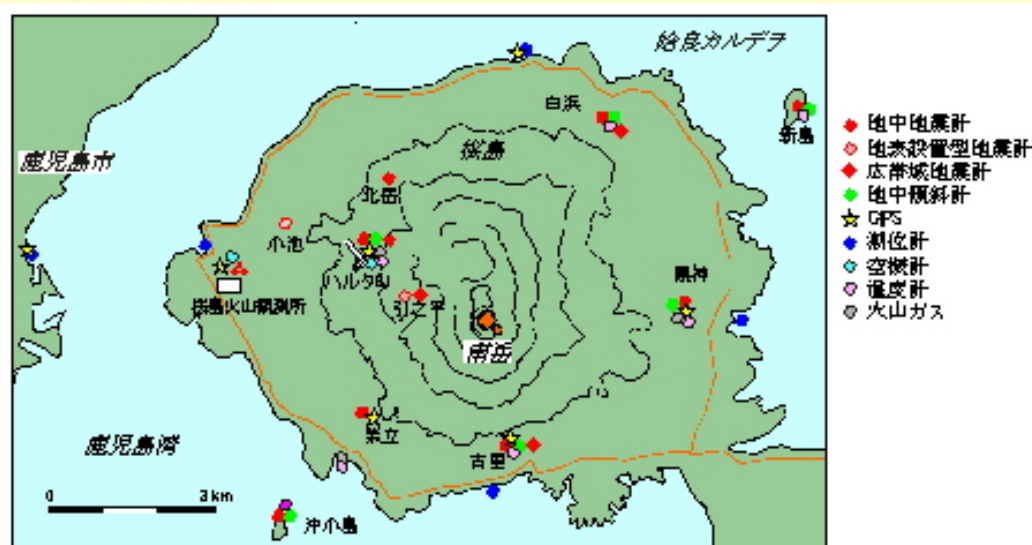 姶良カルデラ
白浜
新島
鹿児島市
桜島
北岳
小池
ハルタ山
桜島火山観測所
引之平
黒神
南岳
鹿児島湾
古里
0 3km
沖小島
地中地震計
地表設置型地震計
広帯域地震計
地中傾斜計
GPS
潮位計
空振計
温度計
火山ガス